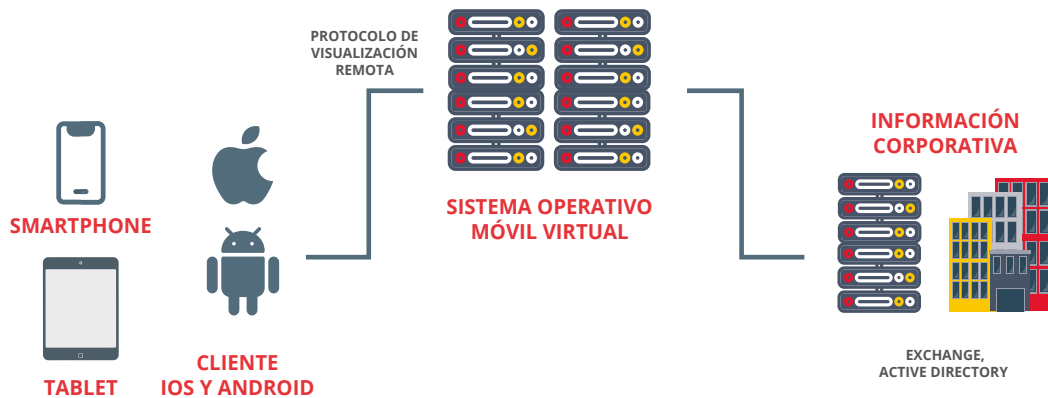 PROTOCOLO DE
VISUALIZACIÓN
REMOTA
SMARTPHONE
TABLET
CLIENTE
IOS Y ANDROID
SISTEMA OPERATIVO
MÓVIL VIRTUAL
INFORMACIÓN
CORPORATIVA
EXCHANGE,
ACTIVE DIRECTORY